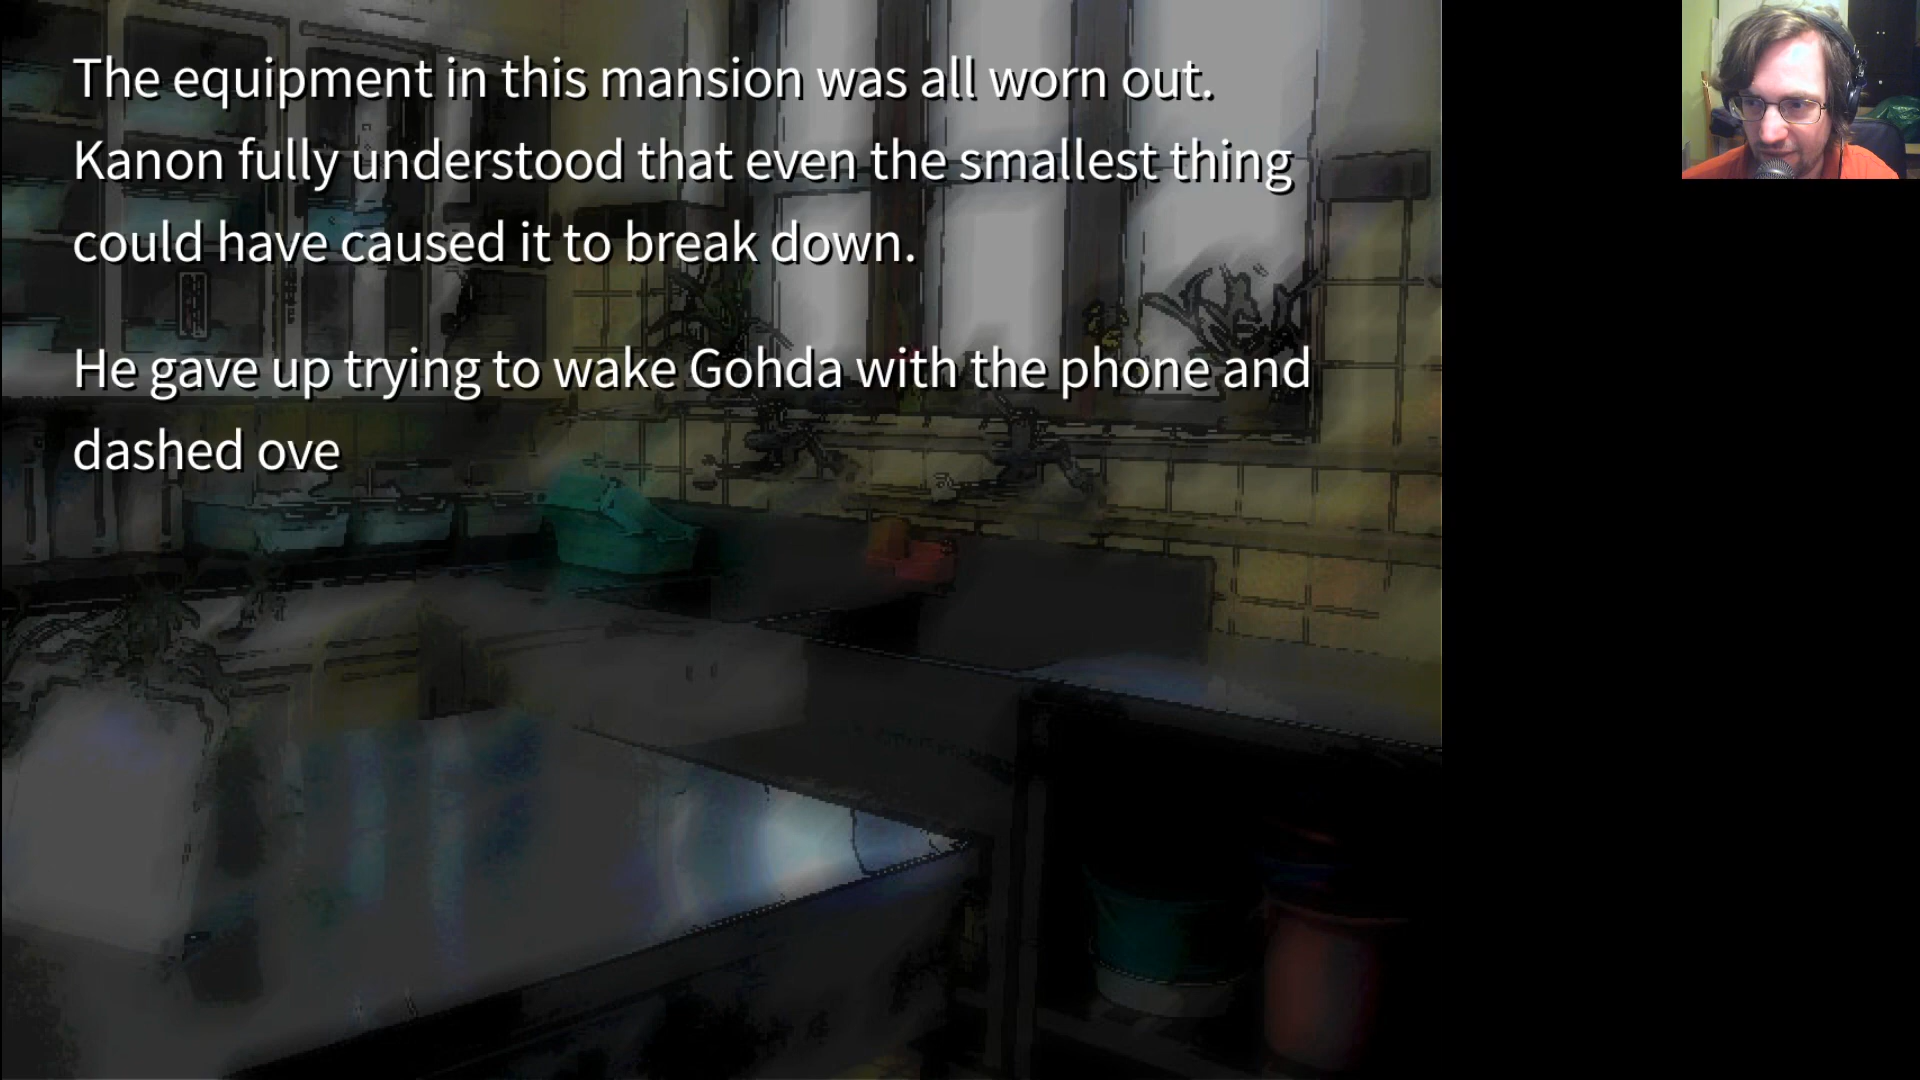 The equipment in this mansion was all worn out.
Kanon fully understood that even the smallest thing
could have caused it to break down.
He gave up trying to wake Gohda with the phone and
dashed ove